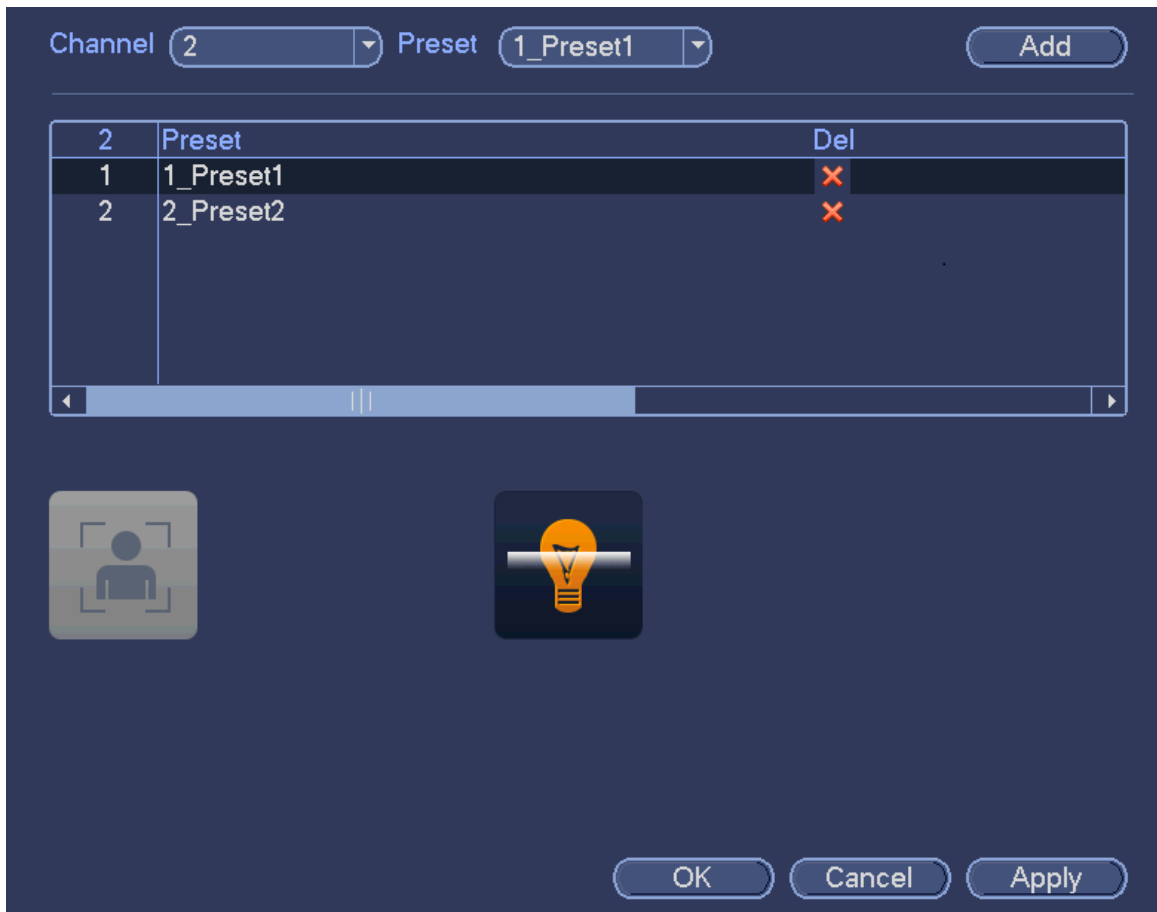 Channel 2 Preset 1_Preset1 Add
2 Preset Del
1 1_Preset1
2 2_Preset2
OK Cancel Apply